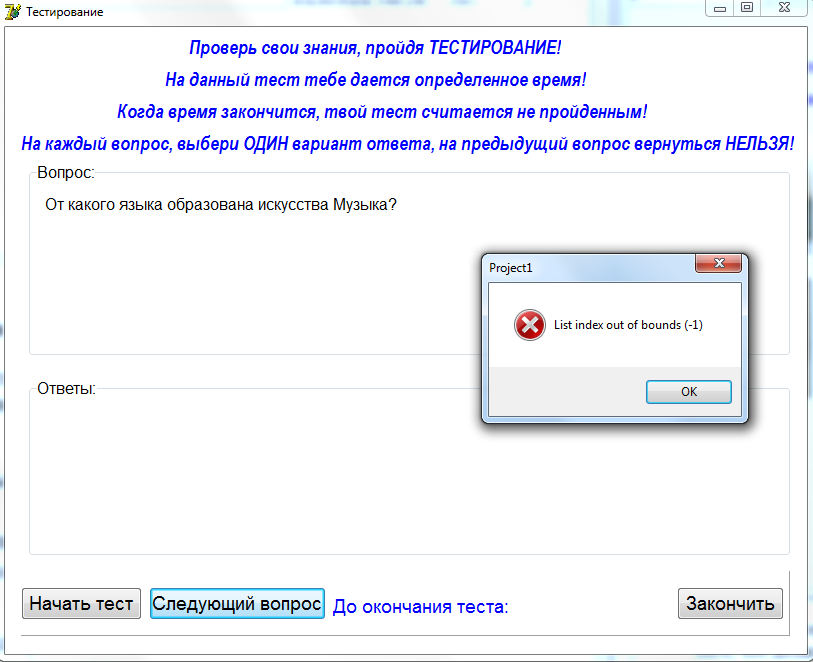 Тестирование
Проверь свои знания, пройдя ТЕСТИРОВАНИЕ!
На данный тест тебе дается определенное время!
Когда время закончится, твой тест считается не пройденным!
На каждый вопрос, выбери ОДИН вариант ответа, на предыдущий вопрос вернуться НЕЛЬЗЯ!
Вопрос:
От какого языка образована искусства Музыка?
Project1
List index out of bounds (-1)
OK
Ответы:
Начать тест
Следующий вопрос
До окончания теста:
Закончить